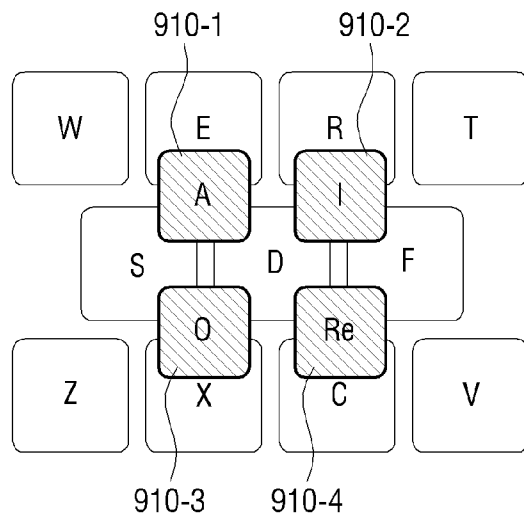 910-1 910-2
W E R T
A I
S D F
O Re
Z X C V
910-3 910-4